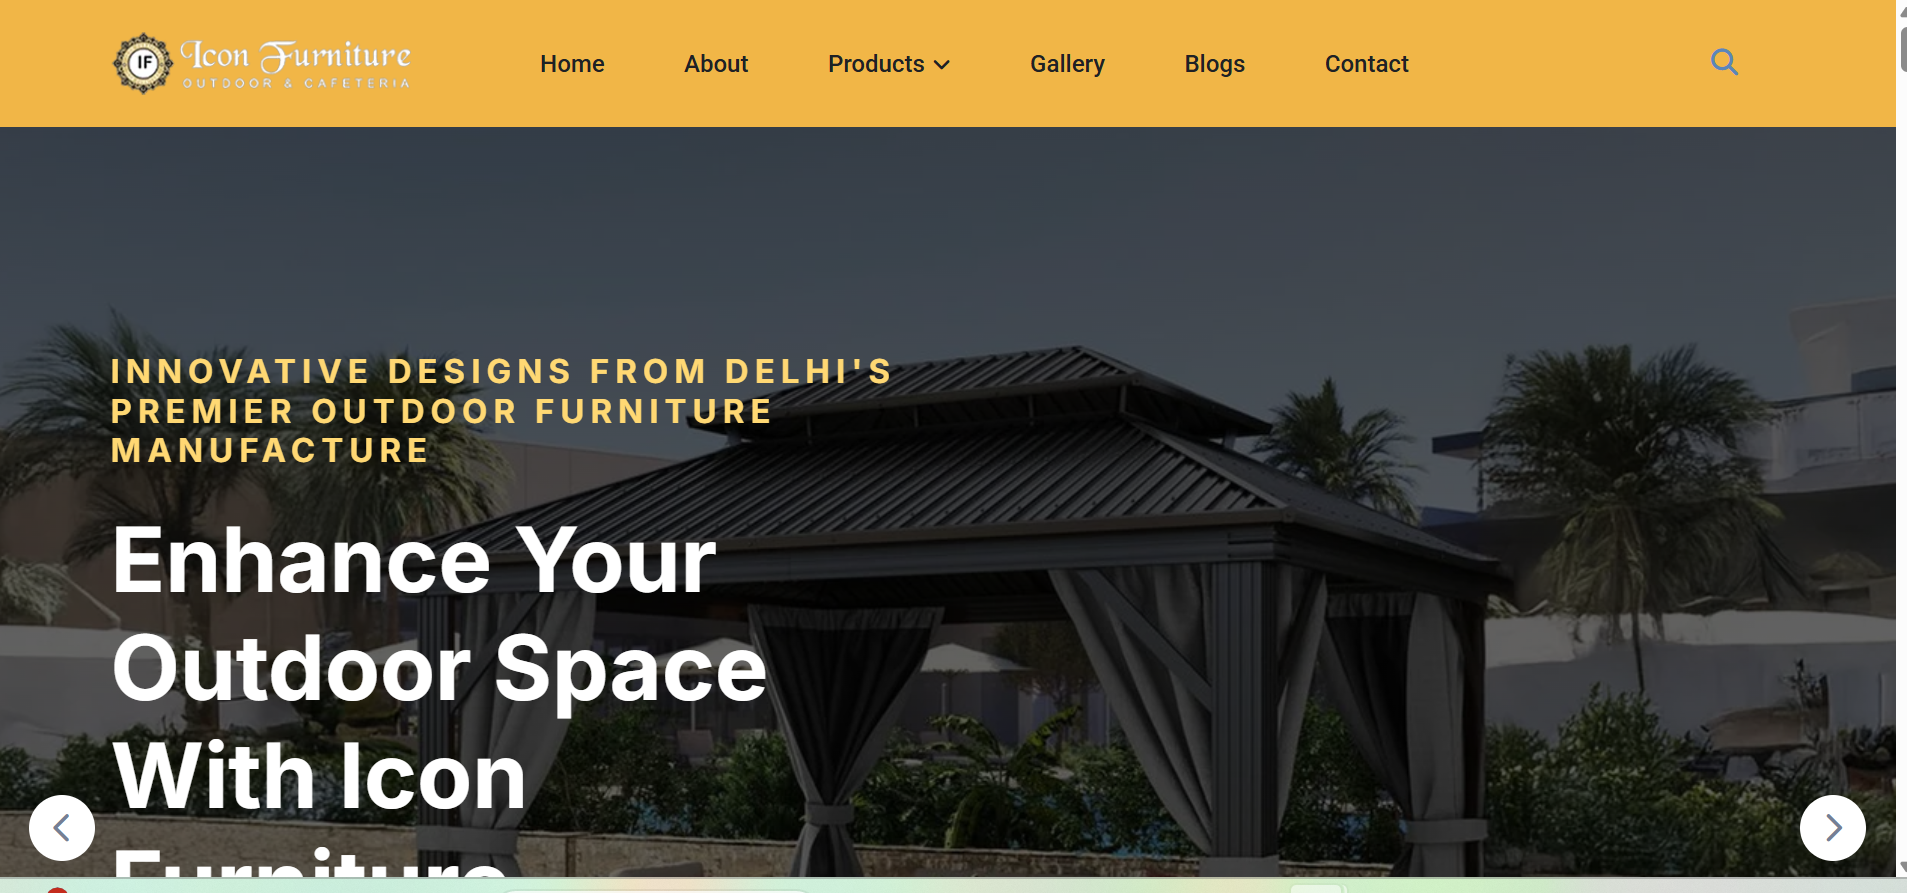 IF Icon Furniture
OUTDOOR & CAFETERIA
Home About Products Gallery Blogs Contact
INNOVATIVE DESIGNS FROM DELHI'S
PREMIER OUTDOOR FURNITURE
MANUFACTURE
Enhance Your
Outdoor Space
With Icon
Furniture